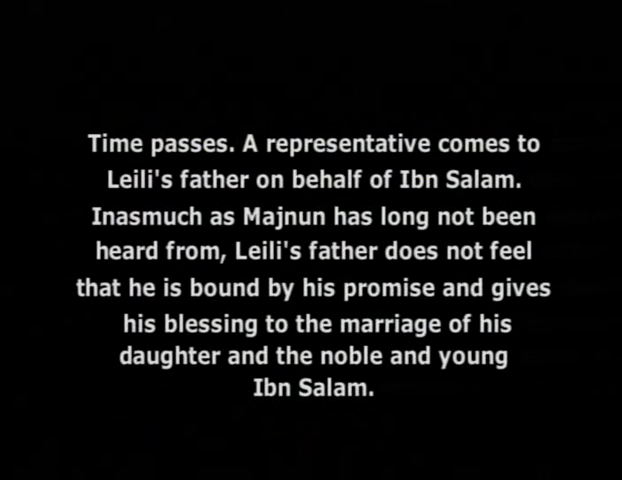 Time passes. A representative comes to
Leili's father on behalf of Ibn Salam.
Inasmuch as Majnun has long not been
heard from, Leili's father does not feel
that he is bound by his promise and gives
his blessing to the marriage of his
daughter and the noble and young
Ibn Salam.